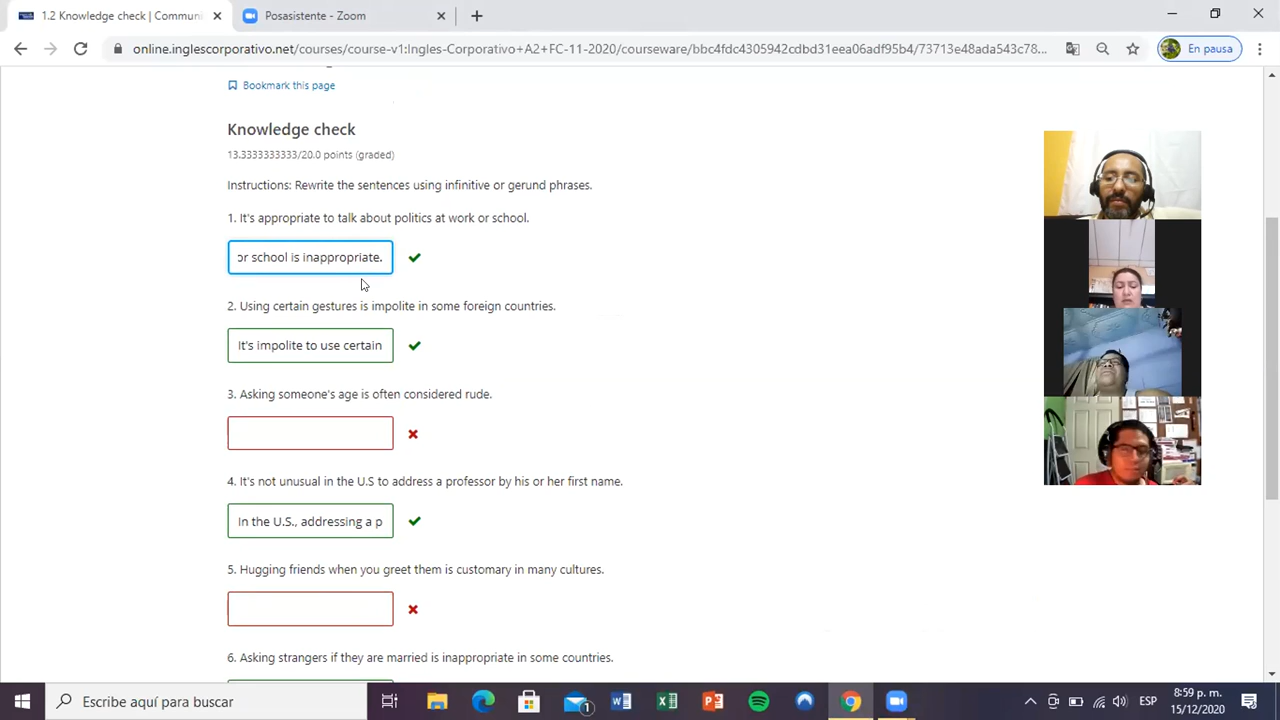 1.2 Knowledge check | Communi
Posasistente - Zoom
online.inglescorporativo.net/courses/course-v1:Ingles-Corporativo+A2+FC-11-2020/courseware/bbc4fdc4305942cdbd31eea06adf95b4/73713e48ada543c78...
En pausa
Bookmark this page
Knowledge check
13.3333333333/20.0 points (graded)
Instructions: Rewrite the sentences using infinitive or gerund phrases.
1. It's appropriate to talk about politics at work or school.
or school is inappropriate.
2. Using certain gestures is impolite in some foreign countries.
It's impolite to use certain
3. Asking someone's age is often considered rude.
4. It's not unusual in the U.S to address a professor by his or her first name.
In the U.S., addressing a p
5. Hugging friends when you greet them is customary in many cultures.
6. Asking strangers if they are married is inappropriate in some countries.
Escribe aquí para buscar
1
ESP
8:59 p. m.
15/12/2020
1